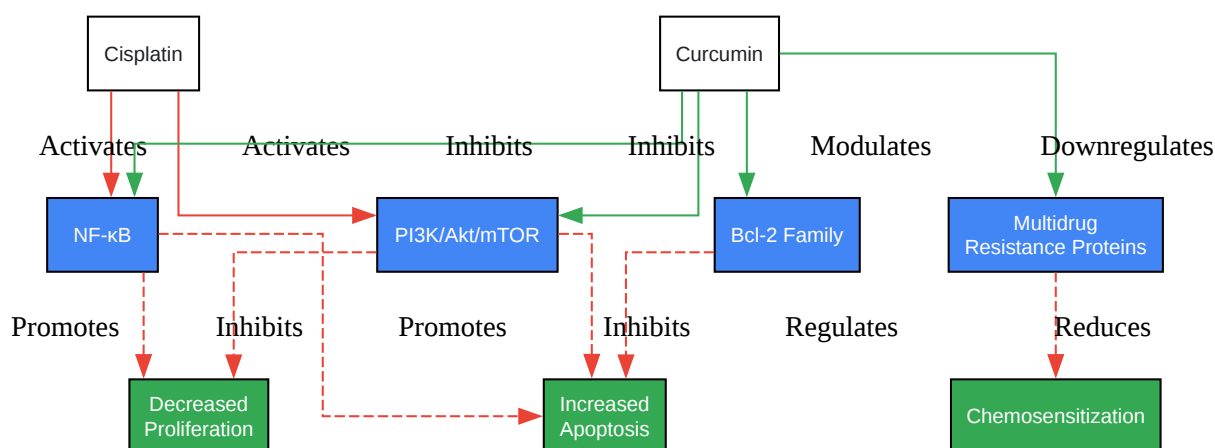 Cisplatin
Curcumin
Activates
Activates
Inhibits
Inhibits
Modulates
Downregulates
NF-κB
PI3K/Akt/mTOR
Bcl-2 Family
Multidrug
Resistance Proteins
Promotes
Inhibits
Promotes
Inhibits
Regulates
Reduces
Decreased
Proliferation
Increased
Apoptosis
Chemosensitization